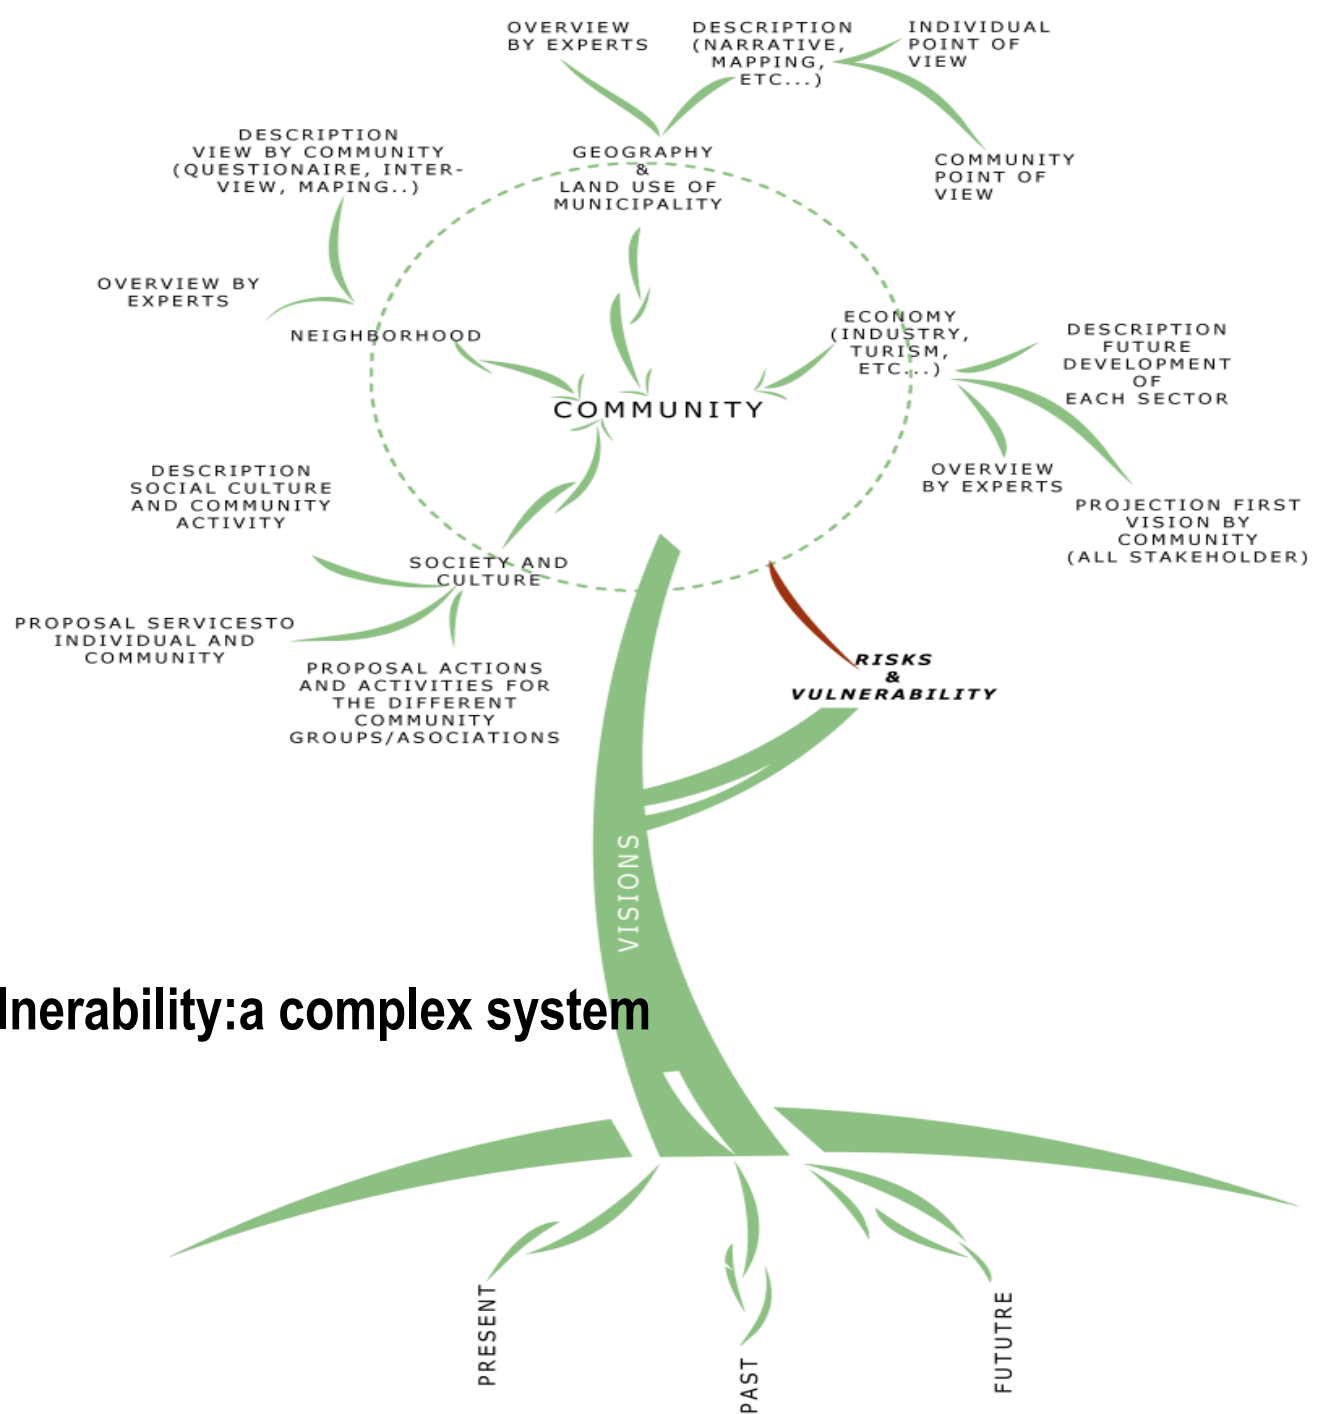 OVERVIEW
BY EXPERTS
DESCRIPTION
(NARRATIVE,
MAPPING,
ETC...)
INDIVIDUAL
POINT OF
VIEW
COMMUNITY
POINT OF
VIEW
DESCRIPTION
VIEW BY COMMUNITY
(QUESTIONAIRE, INTER-
VIEW, MAPING..)
GEOGRAPHY
&
LAND USE OF
MUNICIPALITY
OVERVIEW BY
EXPERTS
NEIGHBORHOOD
ECONOMY
(INDUSTRY,
TURISM,
ETC...)
DESCRIPTION
FUTURE
DEVELOPMENT
OF
EACH SECTOR
COMMUNITY
OVERVIEW
BY EXPERTS
PROJECTION FIRST
VISION BY
COMMUNITY
(ALL STAKEHOLDER)
DESCRIPTION
SOCIAL CULTURE
AND COMMUNITY
ACTIVITY
SOCIETY AND
CULTURE
PROPOSAL SERVICESTO
INDIVIDUAL AND
COMMUNITY
PROPOSAL ACTIONS
AND ACTIVITIES FOR
THE DIFFERENT
COMMUNITY
GROUPS/ASOCIATIONS
RISKS
&
VULNERABILITY
VISIONS
lnerability:a complex system
PRESENT
PAST
FUTUTRE